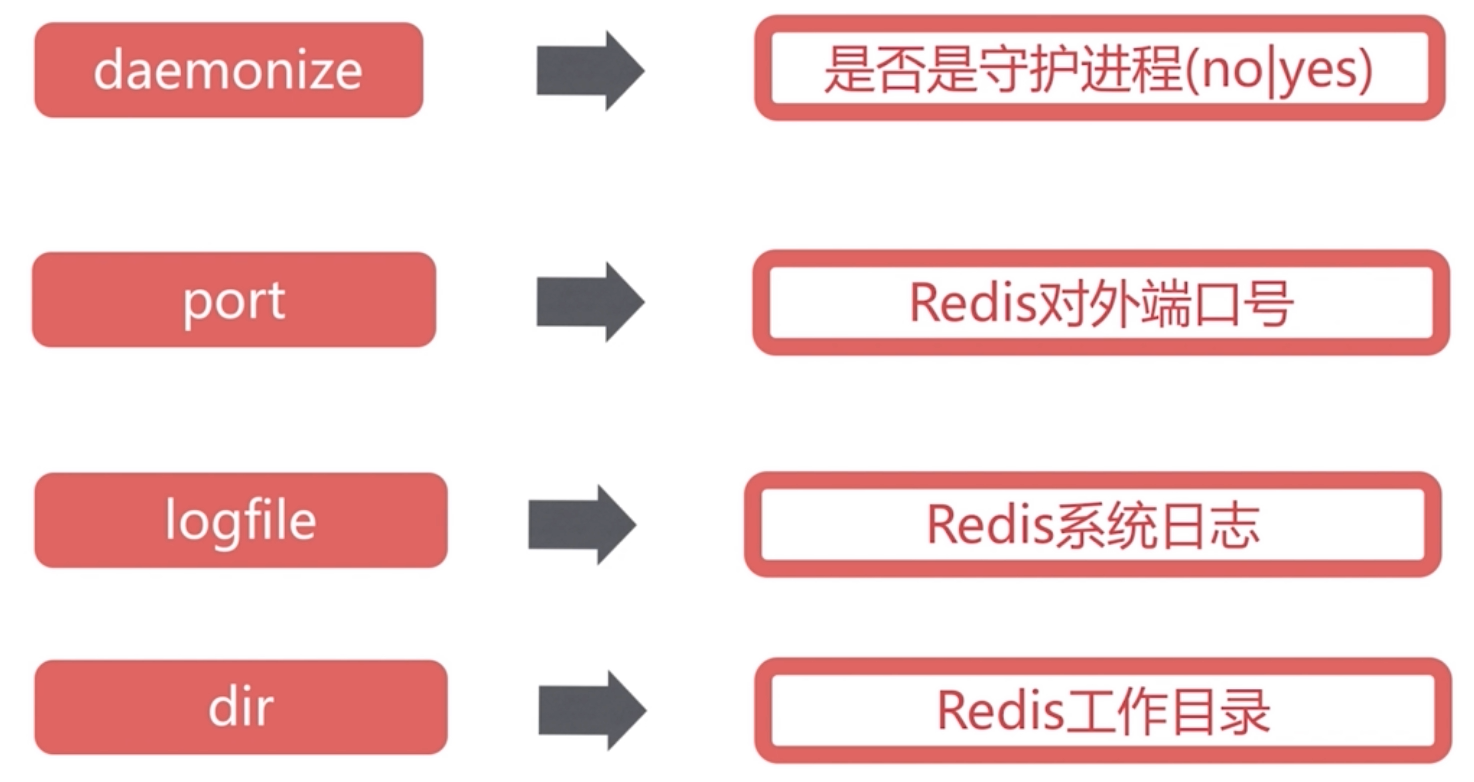 daemonize
是否是守护进程(no|yes)
port
Redis对外端口号
logfile
Redis系统日志
dir
Redis工作目录